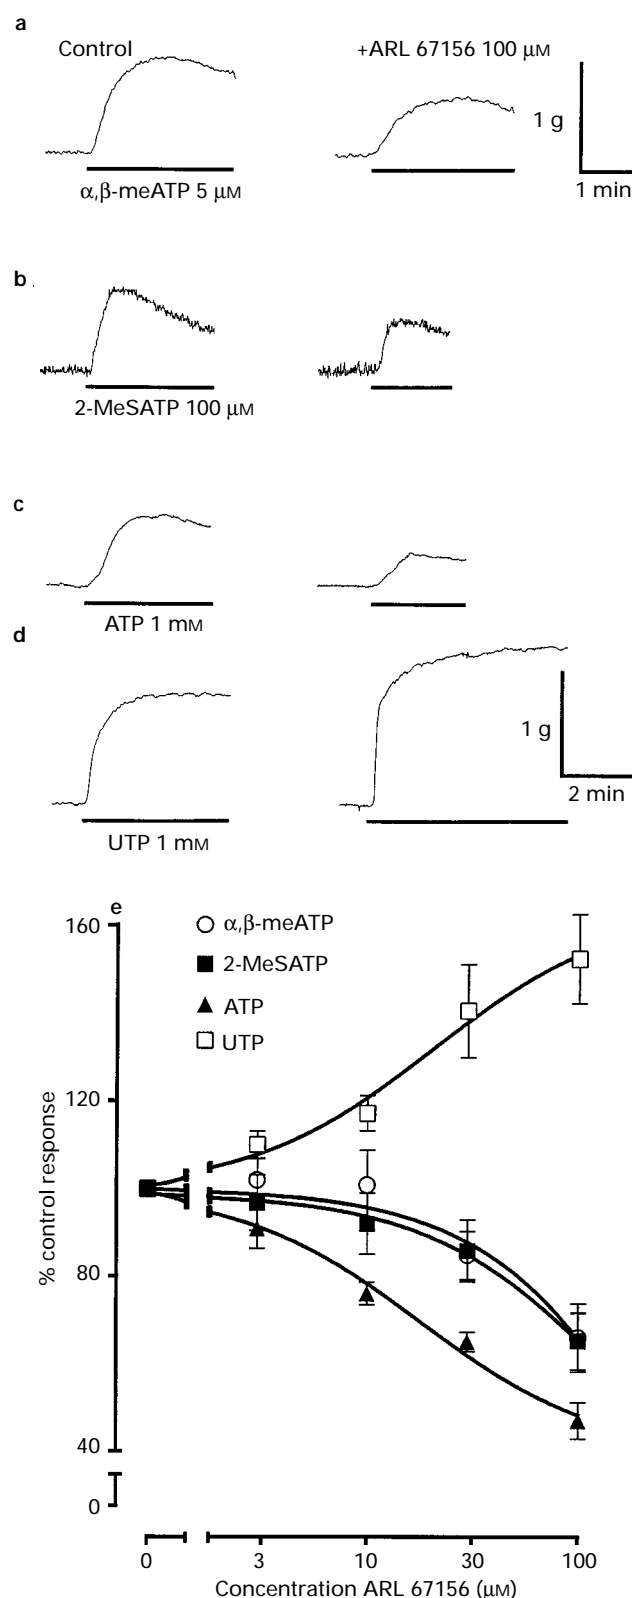 a
Control
+ARL 67156 100 μM
1 g
1 min
α,β-meATP 5 μM
b
2-MeSATP 100 μM
c
ATP 1 mM
d
1 g
2 min
UTP 1 mM
e
160
120
80
40
0
% control response
α,β-meATP
2-MeSATP
ATP
UTP
0 3 10 30 100
Concentration ARL 67156 (μM)